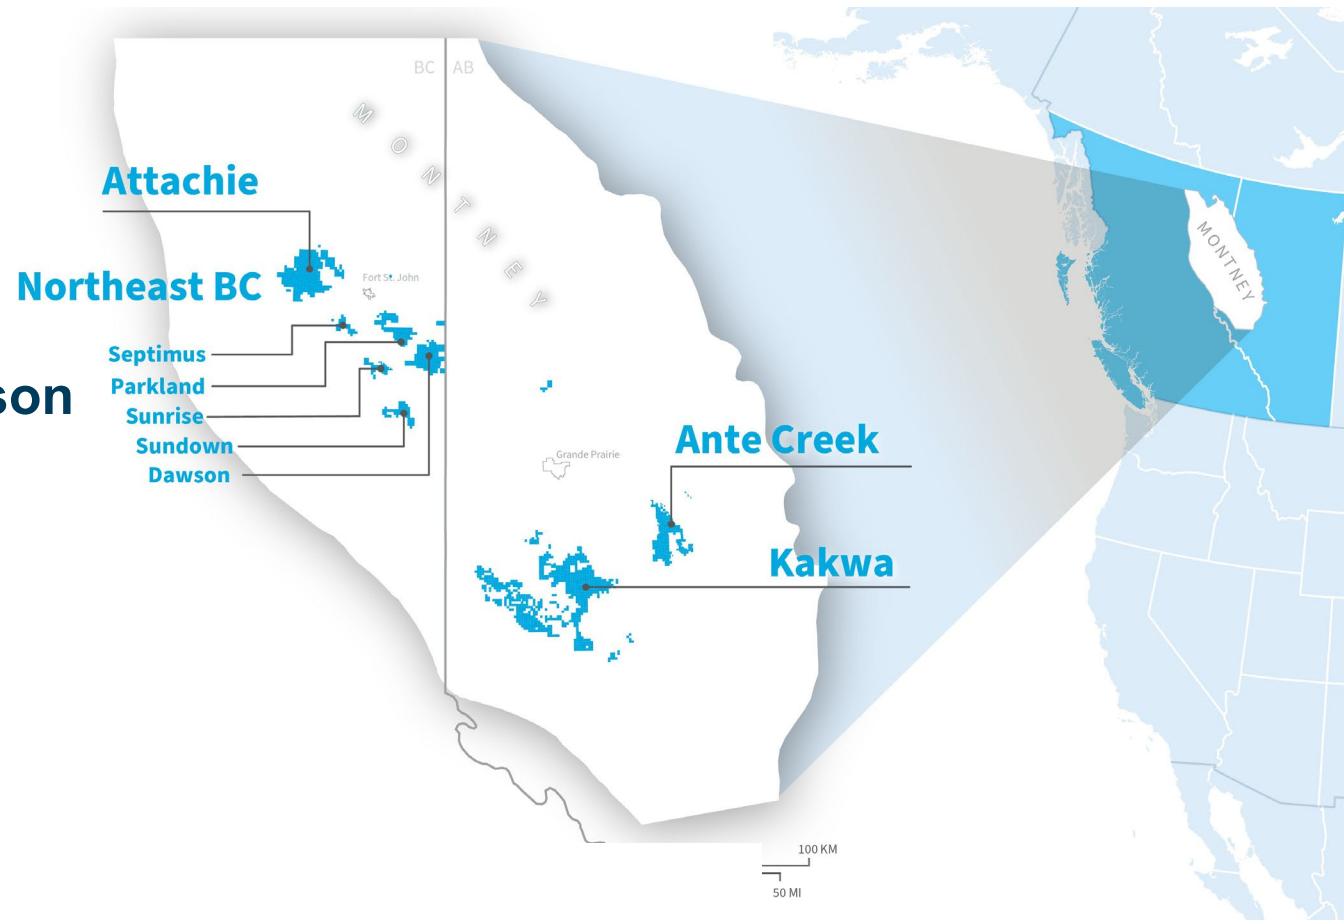 BC AB
MONTNEY
Attachie
Northeast BC
Fort St. John
Septimus
Parkland
son
Sunrise
Sundown
Dawson
Ante Creek
Grande Prairie
Kakwa
MONTNEY
100 KM
50 MI